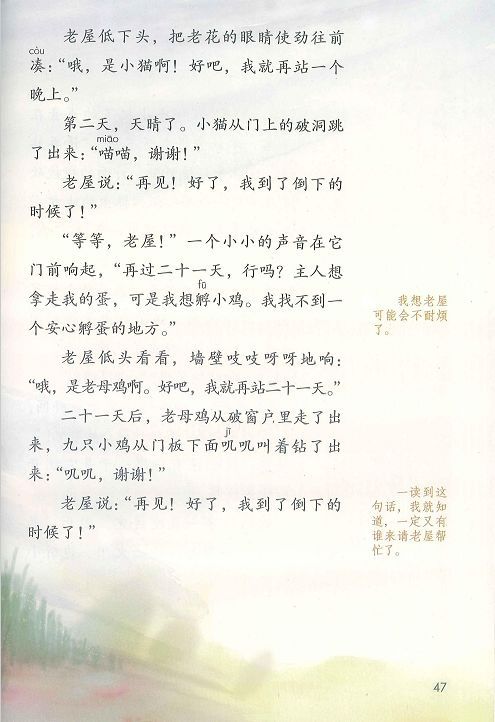 老屋低下头，把老花的眼睛使劲往前
còu
凑：“哦，是小猫啊！好吧，我就再站一个
晚上。”
第二天，天晴了。小猫从门上的破洞跳
miāo
了出来：“喵喵，谢谢！”
老屋说：“再见！好了，我到了倒下的
时候了！”
“等等，老屋！”一个小小的声音在它
门前响起，“再过二十一天，行吗？主人想
fū
拿走我的蛋，可是我想孵小鸡。我找不到一
个安心孵蛋的地方。”
老屋低头看看，墙壁吱吱呀呀地响：
“哦，是老母鸡啊。好吧，我就再站二十一天。”
二十一天后，老母鸡从破窗户里走了出
jī
来，九只小鸡从门板下面叽叽叫着钻了出
来：“叽叽，谢谢！”
老屋说：“再见！好了，我到了倒下的
时候了！”
我想老屋
可能会不耐烦
了。
一读到这
句话，我就知
道，一定又有
谁来请老屋帮
忙了。
47